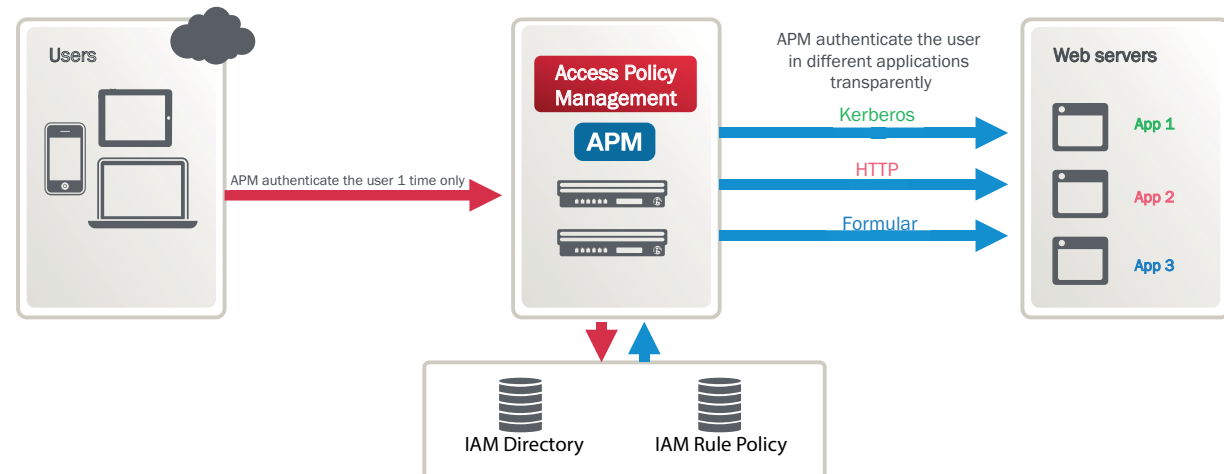 Users
APM authenticate the user 1 time only
Access Policy
Management
APM
APM authenticate the user
in different applications
transparently
Kerberos
HTTP
Formular
Web servers
App 1
App 2
App 3
IAM Directory
IAM Rule Policy